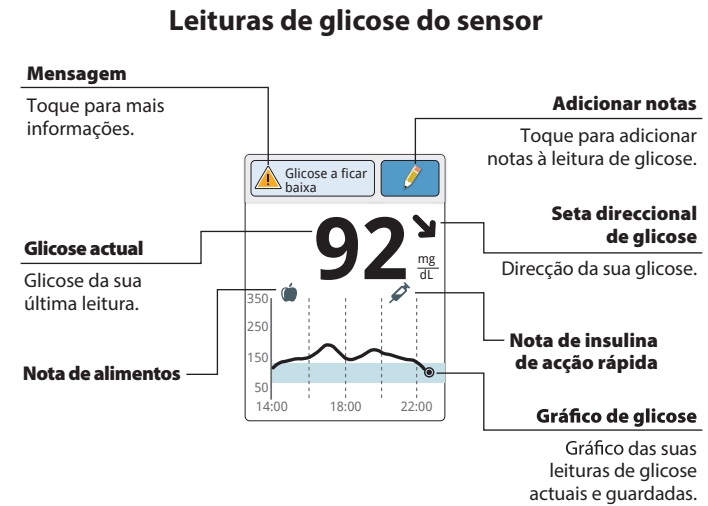 Leituras de glicose do sensor
Mensagem
Toque para mais
informações.
Adicionar notas
Toque para adicionar
notas à leitura de glicose.
Glicose a ficar
baixa
Seta direccional
de glicose
Direcção da sua glicose.
Glicose actual
Glicose da sua
última leitura.
92
mg
dL
Nota de alimentos
Nota de insulina
de acção rápida
350
250
150
50
14:00 18:00 22:00
Gráfico de glicose
Gráfico das suas
leituras de glicose
actuais e guardadas.